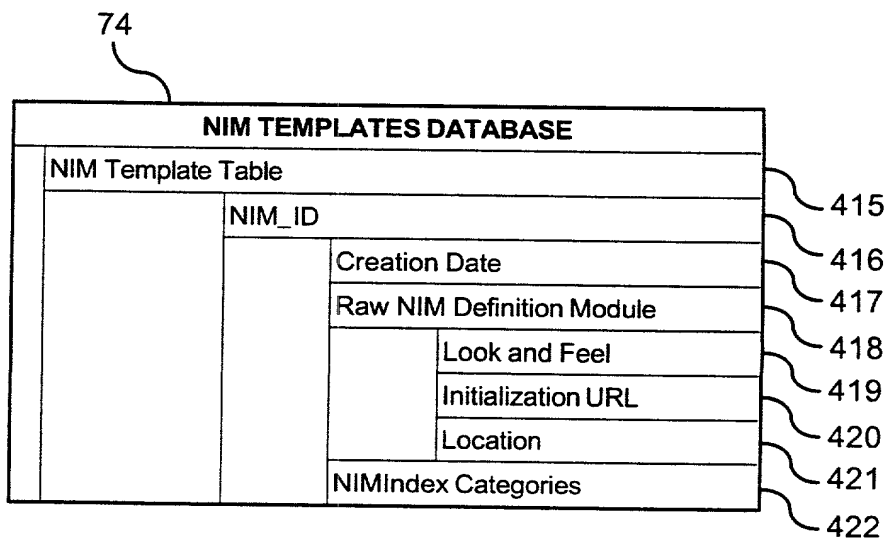 74
NIM TEMPLATES DATABASE
NIM Template Table
415
NIM_ID
416
Creation Date
417
Raw NIM Definition Module
418
Look and Feel
419
Initialization URL
420
Location
421
NIMIndex Categories
422